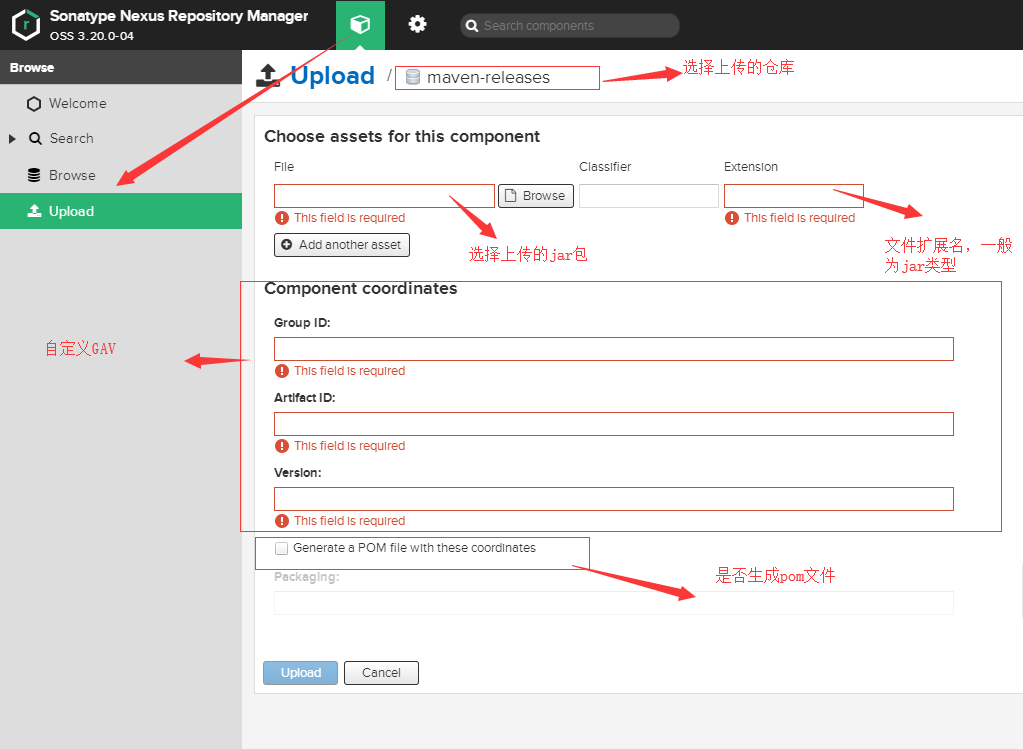 Sonatype Nexus Repository Manager
OSS 3.20.0-04
Search components
Browse
Welcome
Search
Browse
Upload
Upload / maven-releases
选择上传的仓库
Choose assets for this component
File
Classifier
Extension
Browse
This field is required
This field is required
Add another asset
选择上传的jar包
文件扩展名，一般
为jar类型
Component coordinates
Group ID:
自定义GAV
This field is required
Artifact ID:
This field is required
Version:
This field is required
Generate a POM file with these coordinates
是否生成pom文件
Packaging:
Upload
Cancel